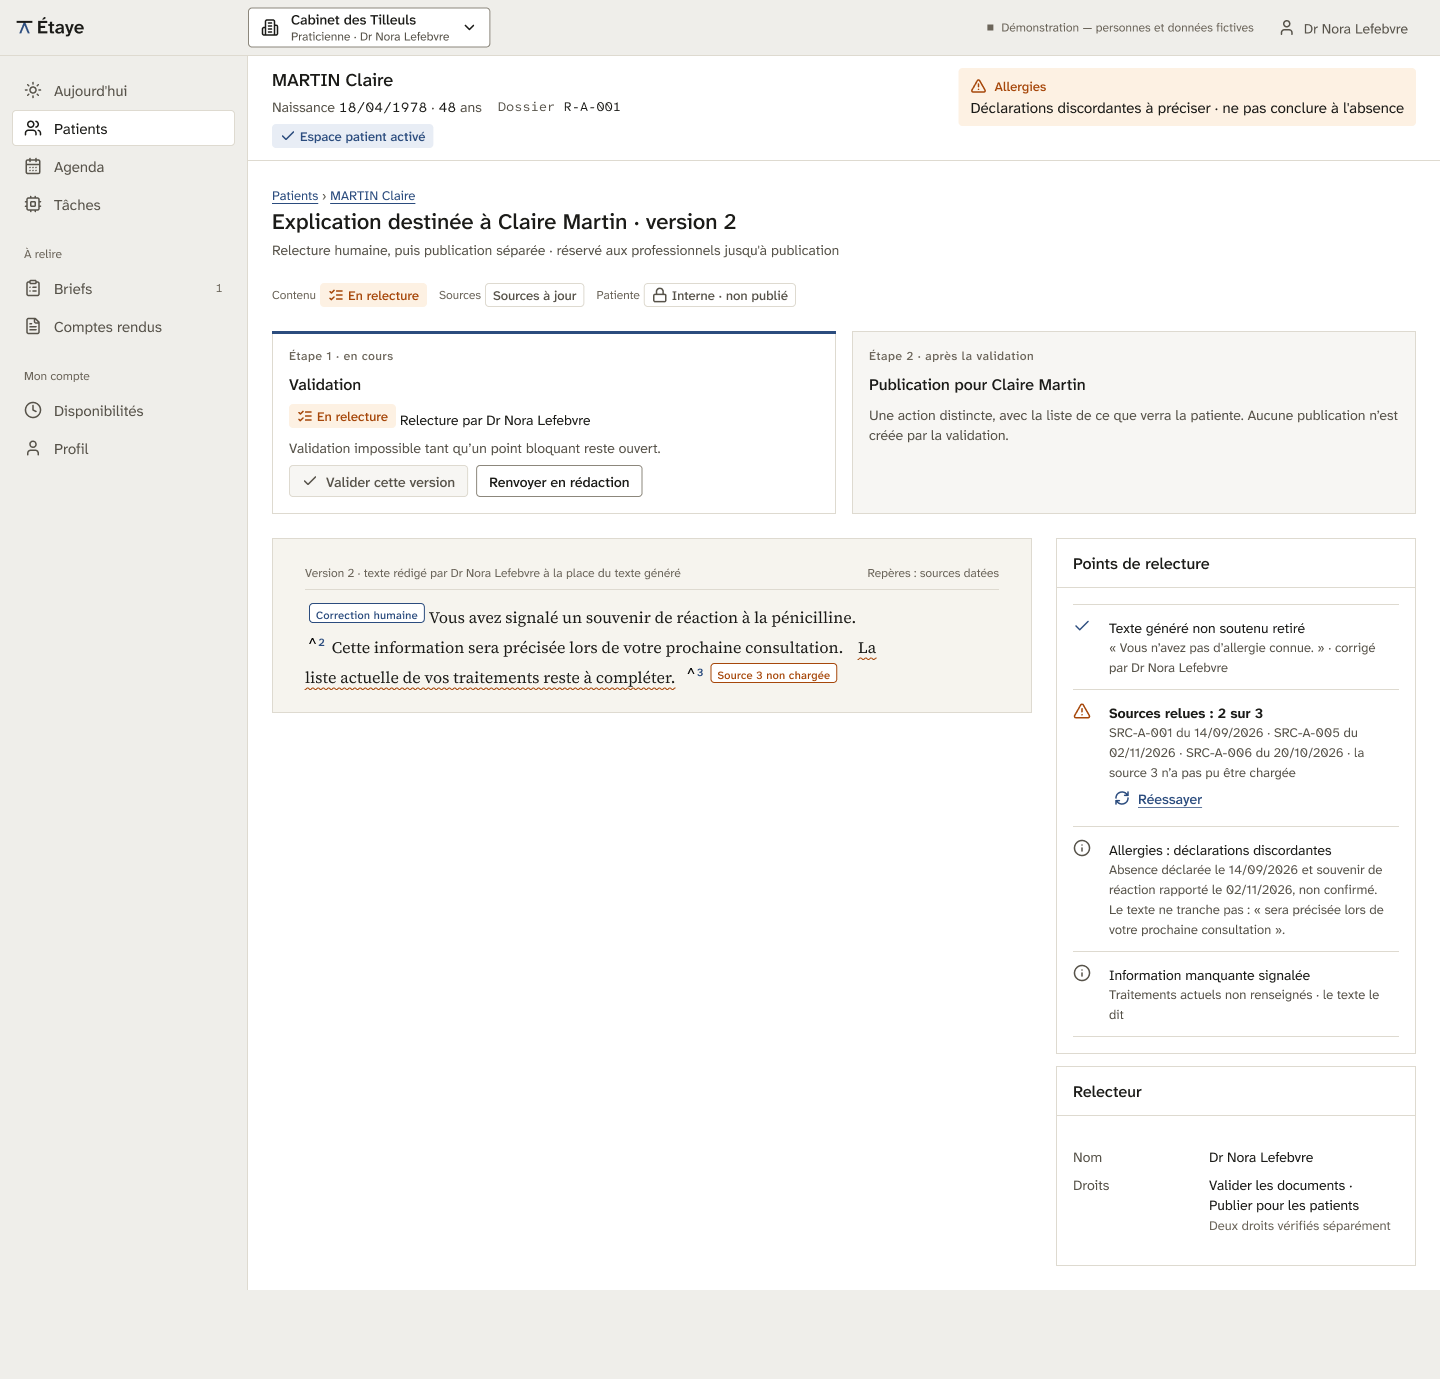 Étaye
Cabinet des Tilleuls
Praticienne · Dr Nora Lefebvre
Démonstration — personnes et données fictives
Dr Nora Lefebvre
Aujourd'hui
Patients
Agenda
Tâches
À relire
Briefs 1
Comptes rendus
Mon compte
Disponibilités
Profil
MARTIN Claire
Naissance 18/04/1978 · 48 ans Dossier R-A-001
Espace patient activé
Allergies
Déclarations discordantes à préciser · ne pas conclure à l'absence
Patients › MARTIN Claire
Explication destinée à Claire Martin · version 2
Relecture humaine, puis publication séparée · réservé aux professionnels jusqu'à publication
Contenu En relecture Sources Sources à jour Patiente Interne · non publié
Étape 1 · en cours
Validation
En relecture Relecture par Dr Nora Lefebvre
Validation impossible tant qu'un point bloquant reste ouvert.
Valider cette version Renvoyer en rédaction
Étape 2 · après la validation
Publication pour Claire Martin
Une action distincte, avec la liste de ce que verra la patiente. Aucune publication n'est
créée par la validation.
Version 2 · texte rédigé par Dr Nora Lefebvre à la place du texte généré Repères : sources datées
Correction humaine Vous avez signalé un souvenir de réaction à la pénicilline.
^2 Cette information sera précisée lors de votre prochaine consultation. La
liste actuelle de vos traitements reste à compléter. ^3 Source 3 non chargée
Points de relecture
Texte généré non soutenu retiré
« Vous n'avez pas d'allergie connue. » · corrigé
par Dr Nora Lefebvre
Sources relues : 2 sur 3
SRC-A-001 du 14/09/2026 · SRC-A-005 du
02/11/2026 · SRC-A-006 du 20/10/2026 · la
source 3 n'a pas pu être chargée
Réessayer
Allergies : déclarations discordantes
Absence déclarée le 14/09/2026 et souvenir de
réaction rapporté le 02/11/2026, non confirmé.
Le texte ne tranche pas : « sera précisée lors de
votre prochaine consultation ».
Information manquante signalée
Traitements actuels non renseignés · le texte le
dit
Relecteur
Nom Dr Nora Lefebvre
Droits Valider les documents ·
Publier pour les patients
Deux droits vérifiés séparément